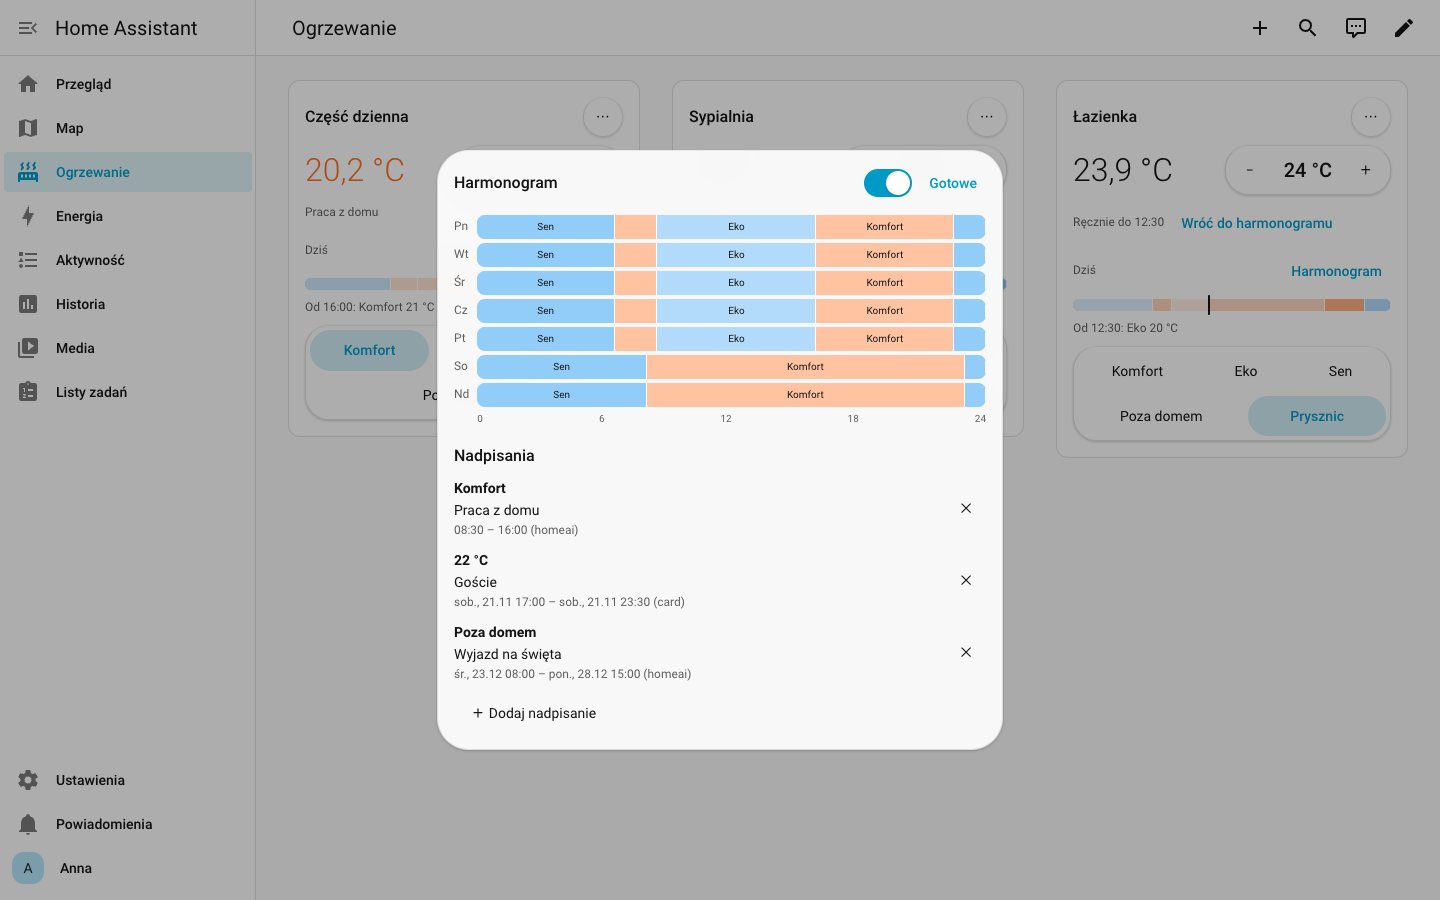 Home Assistant
Ogrzewanie
Przegląd
Map
Ogrzewanie
Energia
Aktywność
Historia
Media
Listy zadań
Ustawienia
Powiadomienia
A Anna
Część dzienna
...
20,2 °C
Praca z domu
Dziś
Od 16:00: Komfort 21 °C
Komfort
Sypialnia
...
Łazienka
...
23,9 °C
- 24 °C +
Ręcznie do 12:30 Wróć do harmonogramu
Dziś Harmonogram
Od 12:30: Eko 20 °C
Komfort Eko Sen
Poza domem Prysznic
Harmonogram
Gotowe
Pn Sen Eko Komfort
Wt Sen Eko Komfort
Śr Sen Eko Komfort
Cz Sen Eko Komfort
Pt Sen Eko Komfort
So Sen Komfort
Nd Sen Komfort
0 6 12 18 24
Nadpisania
Komfort
Praca z domu
08:30 – 16:00 (homeai)
22 °C
Goście
sob., 21.11 17:00 – sob., 21.11 23:30 (card)
Poza domem
Wyjazd na święta
śr., 23.12 08:00 – pon., 28.12 15:00 (homeai)
+ Dodaj nadpisanie